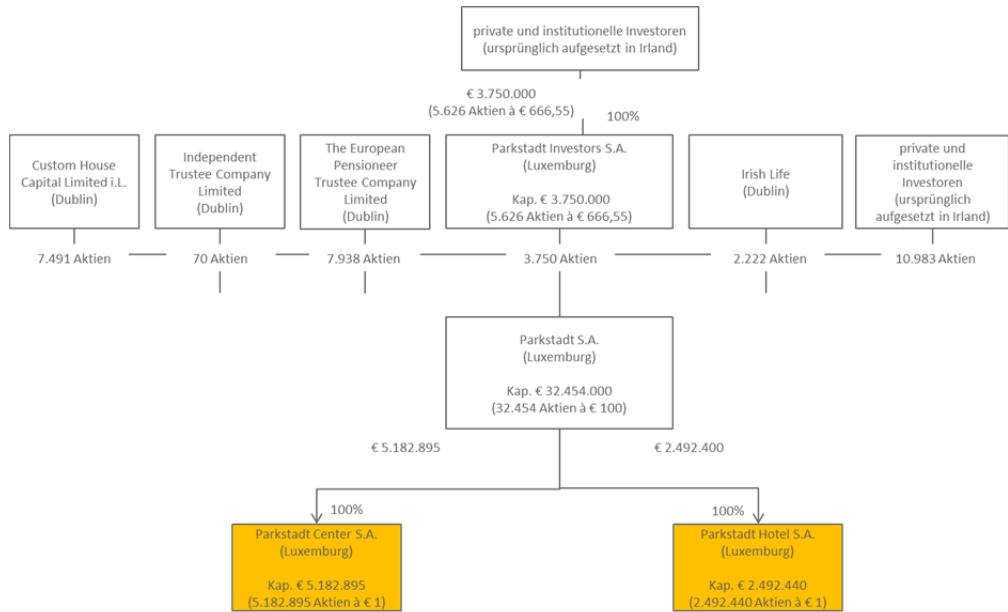 private und institutionelle Investoren
(ursprünglich aufgesetzt in Irland)
€ 3.750.000
(5.626 Aktien à € 666,55)
100%
Custom House
Capital Limited i.L.
(Dublin)
Independent
Trustee Company
Limited
(Dublin)
The European
Pensioneer
Trustee Company
Limited
(Dublin)
Parkstadt Investors S.A.
(Luxemburg)
Kap. € 3.750.000
(5.626 Aktien à € 666,55)
Irish Life
(Dublin)
private und
institutionelle
Investoren
(ursprünglich
aufgesetzt in Irland)
7.491 Aktien
70 Aktien
7.938 Aktien
3.750 Aktien
2.222 Aktien
10.983 Aktien
Parkstadt S.A.
(Luxemburg)
Kap. € 32.454.000
(32.454 Aktien à € 100)
€ 5.182.895
€ 2.492.400
100%
100%
Parkstadt Center S.A.
(Luxemburg)
Kap. € 5.182.895
(5.182.895 Aktien à € 1)
Parkstadt Hotel S.A.
(Luxemburg)
Kap. € 2.492.440
(2.492.440 Aktien à € 1)